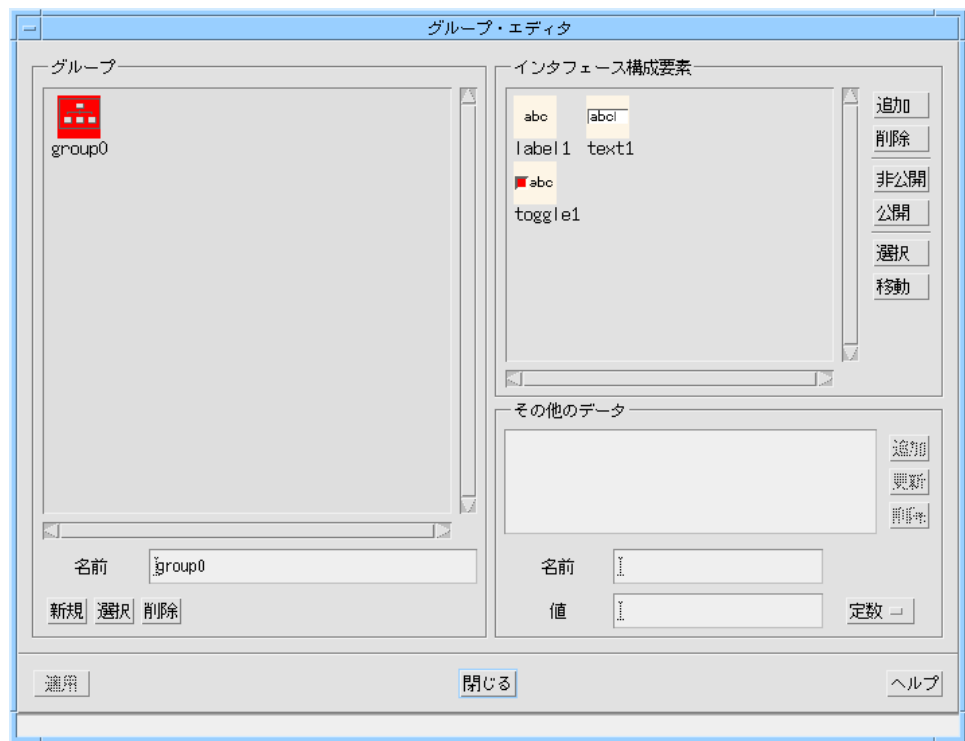 グループ・エディタ
グループ
group0
名前 group0
新規 選択 削除
インタフェース構成要素
abc abc
label1 text1
abc
toggle1
追加
削除
非公開
公開
選択
移動
その他のデータ
追加
更新
削除
名前
値 定数
適用 閉じる ヘルプ